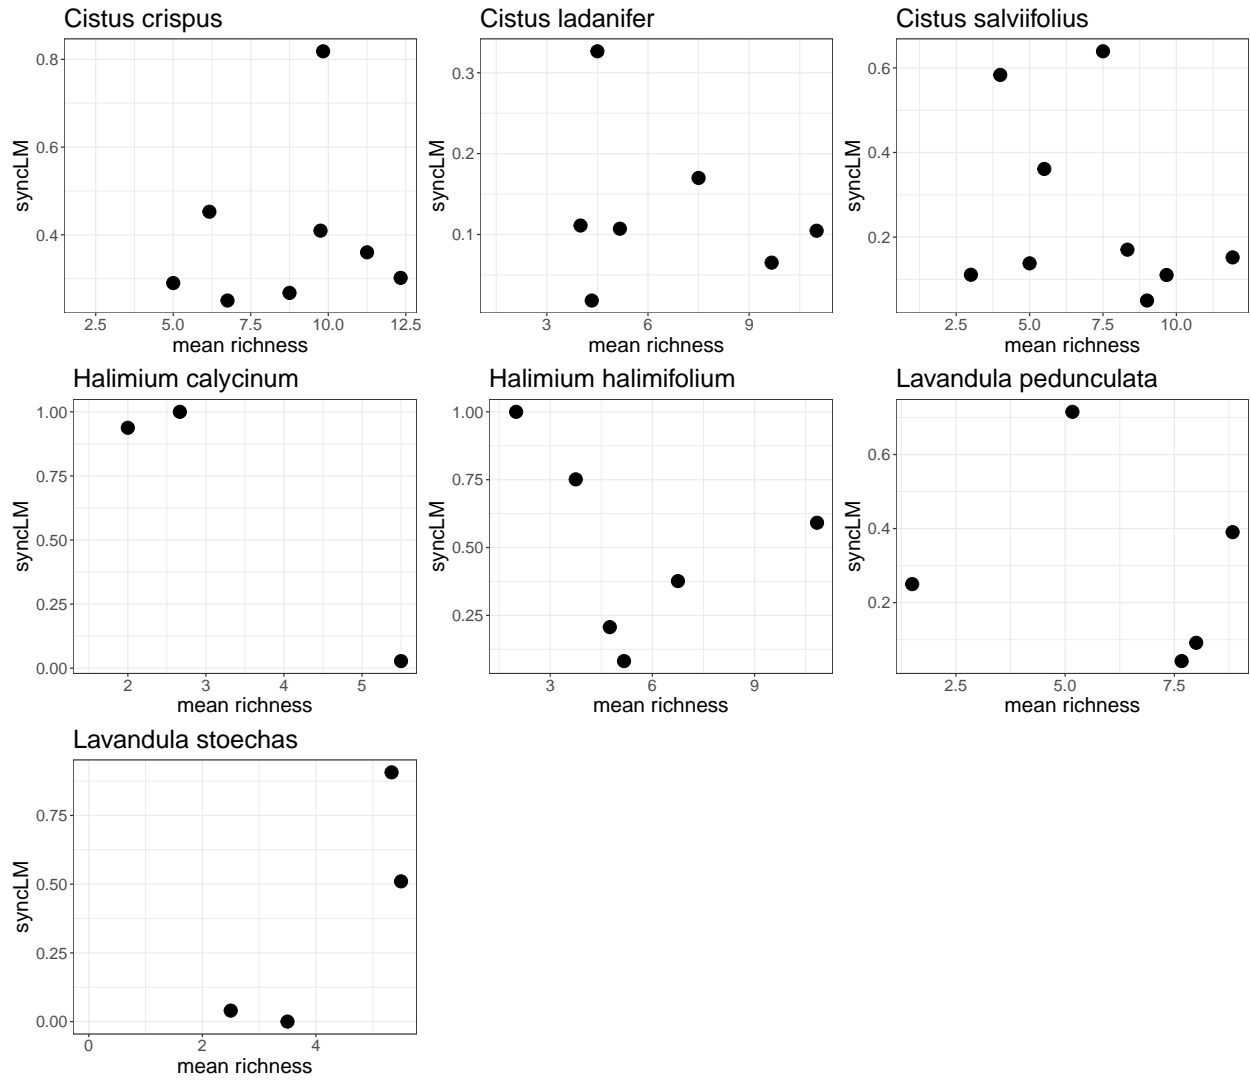 Cistus crispus
Cistus ladanifer
Cistus salviifolius
0.8
0.6
0.4
syncLM
2.5 5.0 7.5 10.0 12.5
mean richness
0.3
0.2
0.1
syncLM
3 6 9
mean richness
0.6
0.4
0.2
syncLM
2.5 5.0 7.5 10.0
mean richness
Halimium calycinum
Halimium halimifolium
Lavandula pedunculata
1.00
0.75
0.50
0.25
0.00
syncLM
2 3 4 5
mean richness
1.00
0.75
0.50
0.25
syncLM
3 6 9
mean richness
0.6
0.4
0.2
syncLM
2.5 5.0 7.5
mean richness
Lavandula stoechas
0.75
0.50
0.25
0.00
syncLM
0 2 4
mean richness